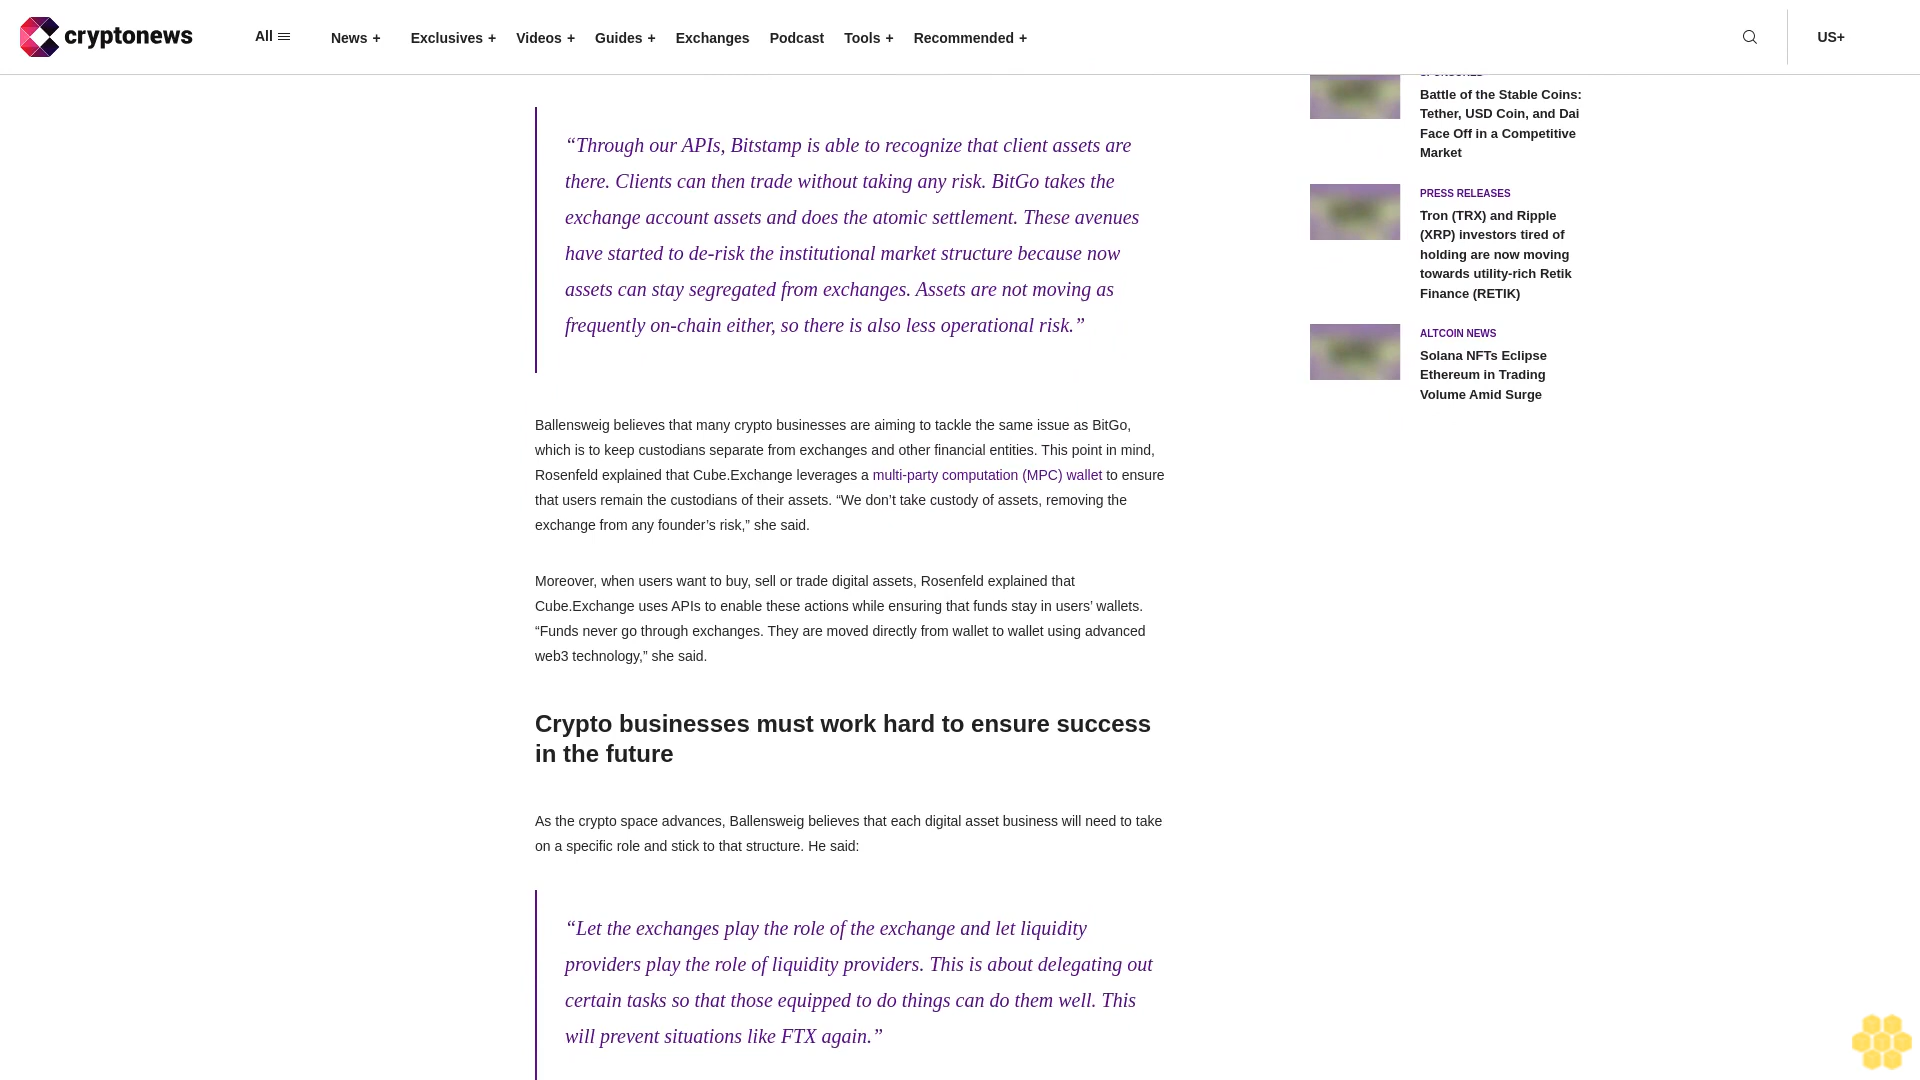 cryptonews
All
News +
Exclusives +
Videos +
Guides +
Exchanges
Podcast
Tools +
Recommended +
US+
“Through our APIs, Bitstamp is able to recognize that client assets are
there. Clients can then trade without taking any risk. BitGo takes the
exchange account assets and does the atomic settlement. These avenues
have started to de-risk the institutional market structure because now
assets can stay segregated from exchanges. Assets are not moving as
frequently on-chain either, so there is also less operational risk.”
Ballensweig believes that many crypto businesses are aiming to tackle the same issue as BitGo,
which is to keep custodians separate from exchanges and other financial entities. This point in mind,
Rosenfeld explained that Cube.Exchange leverages a multi-party computation (MPC) wallet to ensure
that users remain the custodians of their assets. “We don’t take custody of assets, removing the
exchange from any founder’s risk,” she said.
Moreover, when users want to buy, sell or trade digital assets, Rosenfeld explained that
Cube.Exchange uses APIs to enable these actions while ensuring that funds stay in users’ wallets.
“Funds never go through exchanges. They are moved directly from wallet to wallet using advanced
web3 technology,” she said.
Crypto businesses must work hard to ensure success
in the future
As the crypto space advances, Ballensweig believes that each digital asset business will need to take
on a specific role and stick to that structure. He said:
“Let the exchanges play the role of the exchange and let liquidity
providers play the role of liquidity providers. This is about delegating out
certain tasks so that those equipped to do things can do them well. This
will prevent situations like FTX again.”
Battle of the Stable Coins:
Tether, USD Coin, and Dai
Face Off in a Competitive
Market
PRESS RELEASES
Tron (TRX) and Ripple
(XRP) investors tired of
holding are now moving
towards utility-rich Retik
Finance (RETIK)
ALTCOIN NEWS
Solana NFTs Eclipse
Ethereum in Trading
Volume Amid Surge